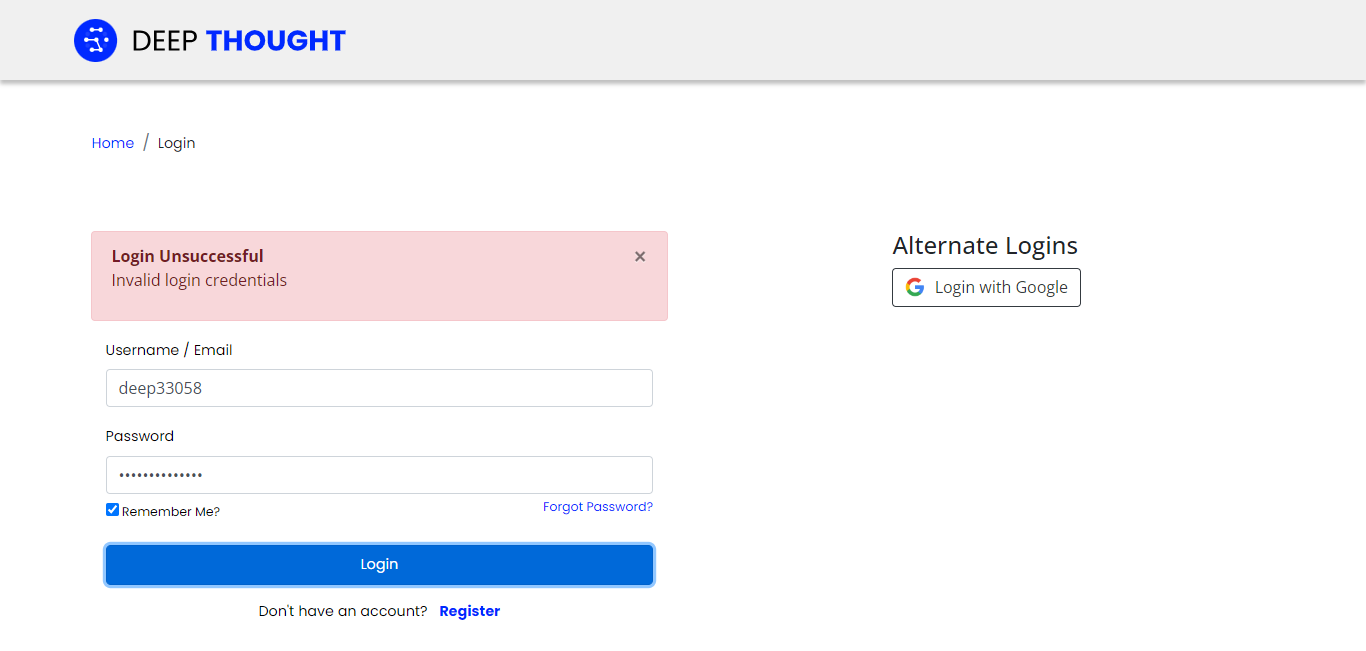 DEEP THOUGHT
Home / Login
Login Unsuccessful ×
Invalid login credentials
Username / Email
deep33058
Password
••••••••••••••
Remember Me?
Forgot Password?
Login
Don't have an account? Register
Alternate Logins
Login with Google